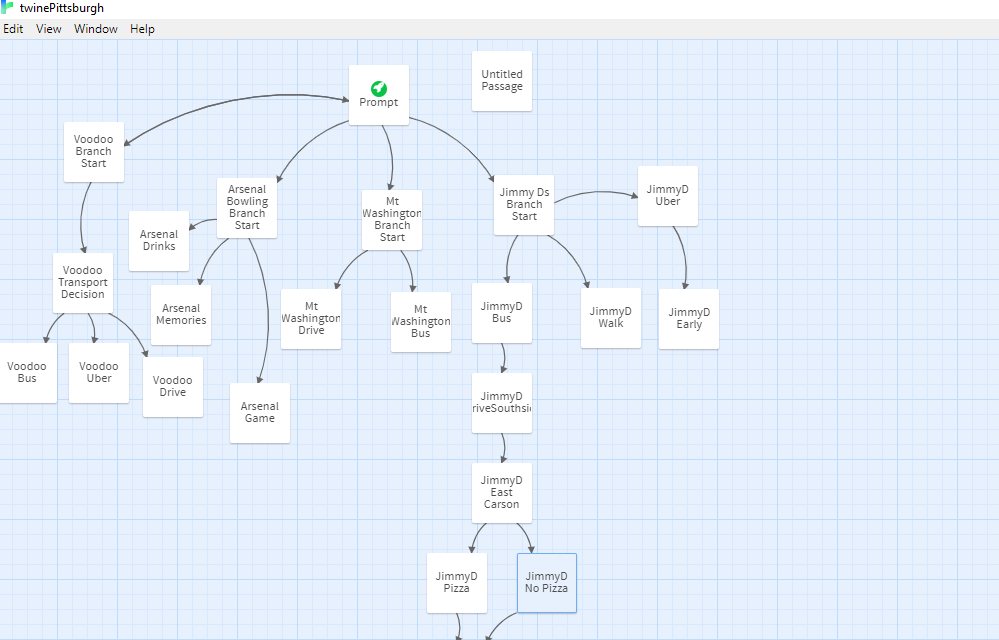 twinePittsburgh
Edit View Window Help
Untitled
Passage
Prompt
Voodoo
Branch
Start
Arsenal
Bowling
Branch
Start
Mt
Washington
Branch
Start
Jimmy Ds
Branch
Start
JimmyD
Uber
Arsenal
Drinks
Voodoo
Transport
Decision
Arsenal
Memories
Mt
Washington
Drive
Mt
Washington
Bus
JimmyD
Bus
JimmyD
Walk
JimmyD
Early
Voodoo
Bus
Voodoo
Uber
Voodoo
Drive
Arsenal
Game
JimmyD
riveSouthsi
JimmyD
East
Carson
JimmyD
Pizza
JimmyD
No Pizza